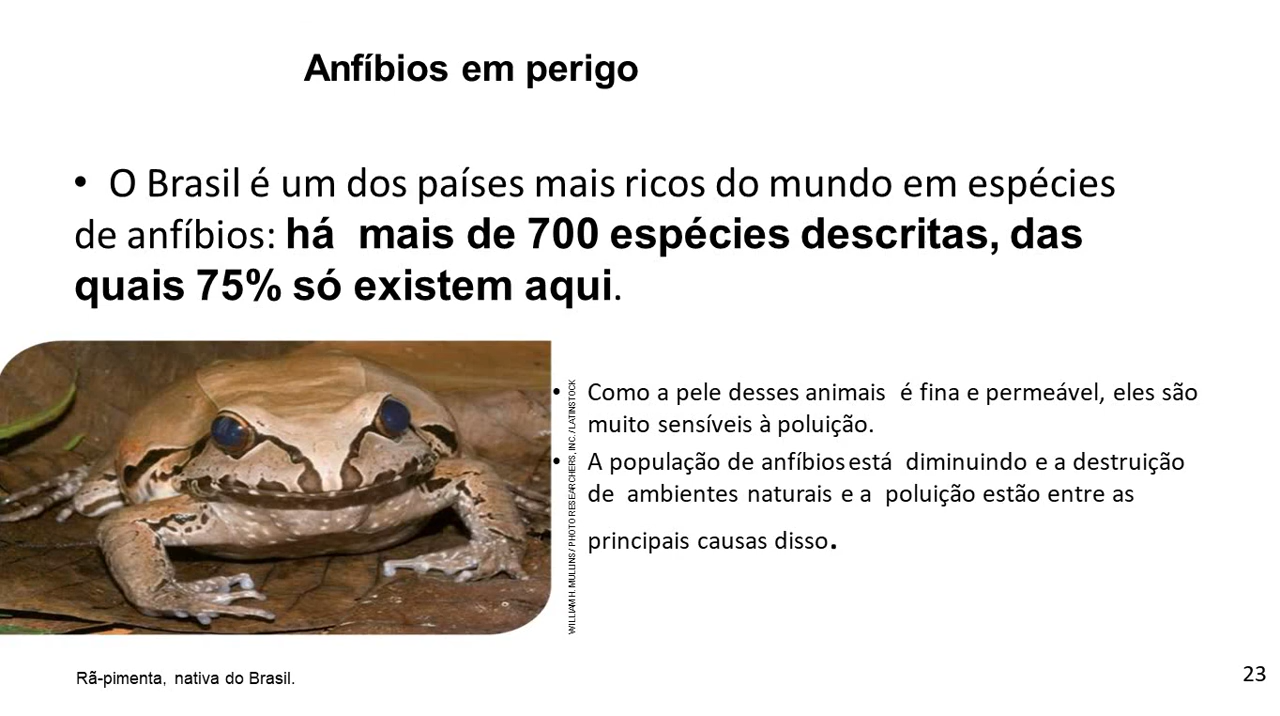 Anfíbios em perigo
• O Brasil é um dos países mais ricos do mundo em espécies
de anfíbios: há mais de 700 espécies descritas, das
quais 75% só existem aqui.
WILLIAM H. MULLINS / PHOTO RESEARCHERS, INC. / LATINSTOCK
• Como a pele desses animais é fina e permeável, eles são
muito sensíveis à poluição.
• A população de anfíbios está diminuindo e a destruição
de ambientes naturais e a poluição estão entre as
principais causas disso.
Rã-pimenta, nativa do Brasil.
23